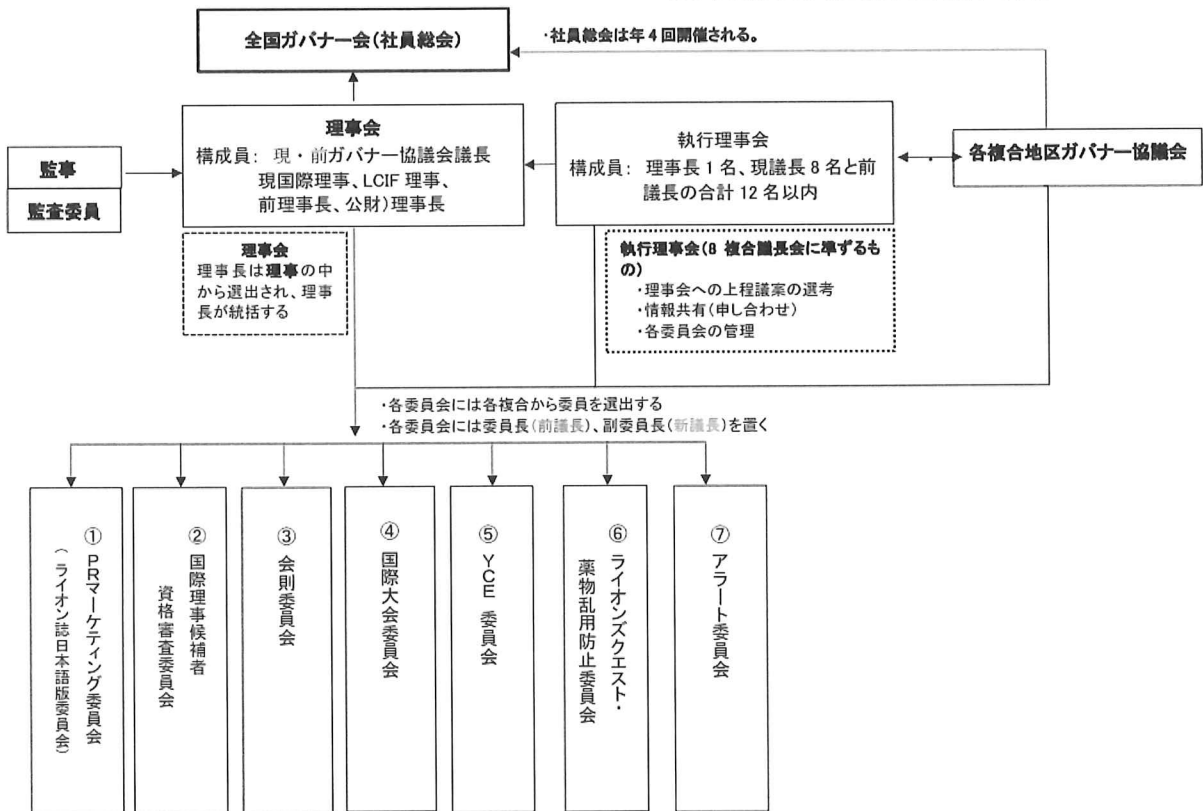 全国ガバナー会(社員総会)
・社員総会は年4回開催される。
理事会
構成員: 現・前ガバナー協議会議長
現国際理事、LCIF 理事、
前理事長、公財)理事長
執行理事会
構成員: 理事長1名、現議長8名と前
議長の合計12名以内
各複合地区ガバナー協議会
監事
監査委員
理事会
理事長は理事の中
から選出され、理事
長が統括する
執行理事会(8 複合議長会に準ずるも
の)
・理事会への上程議案の選考
・情報共有(申し合わせ)
・各委員会の管理
・各委員会には各複合から委員を選出する
・各委員会には委員長(前議長)、副委員長(新議長)を置く
① PRマーケティング委員会
(ライオン誌日本語版委員会)
② 国際理事候補者
資格審査委員会
③ 会則委員会
④ 国際大会委員会
⑤ YCE 委員会
⑥ ライオンズクエスト・
薬物乱用防止委員会
⑦ アラート委員会